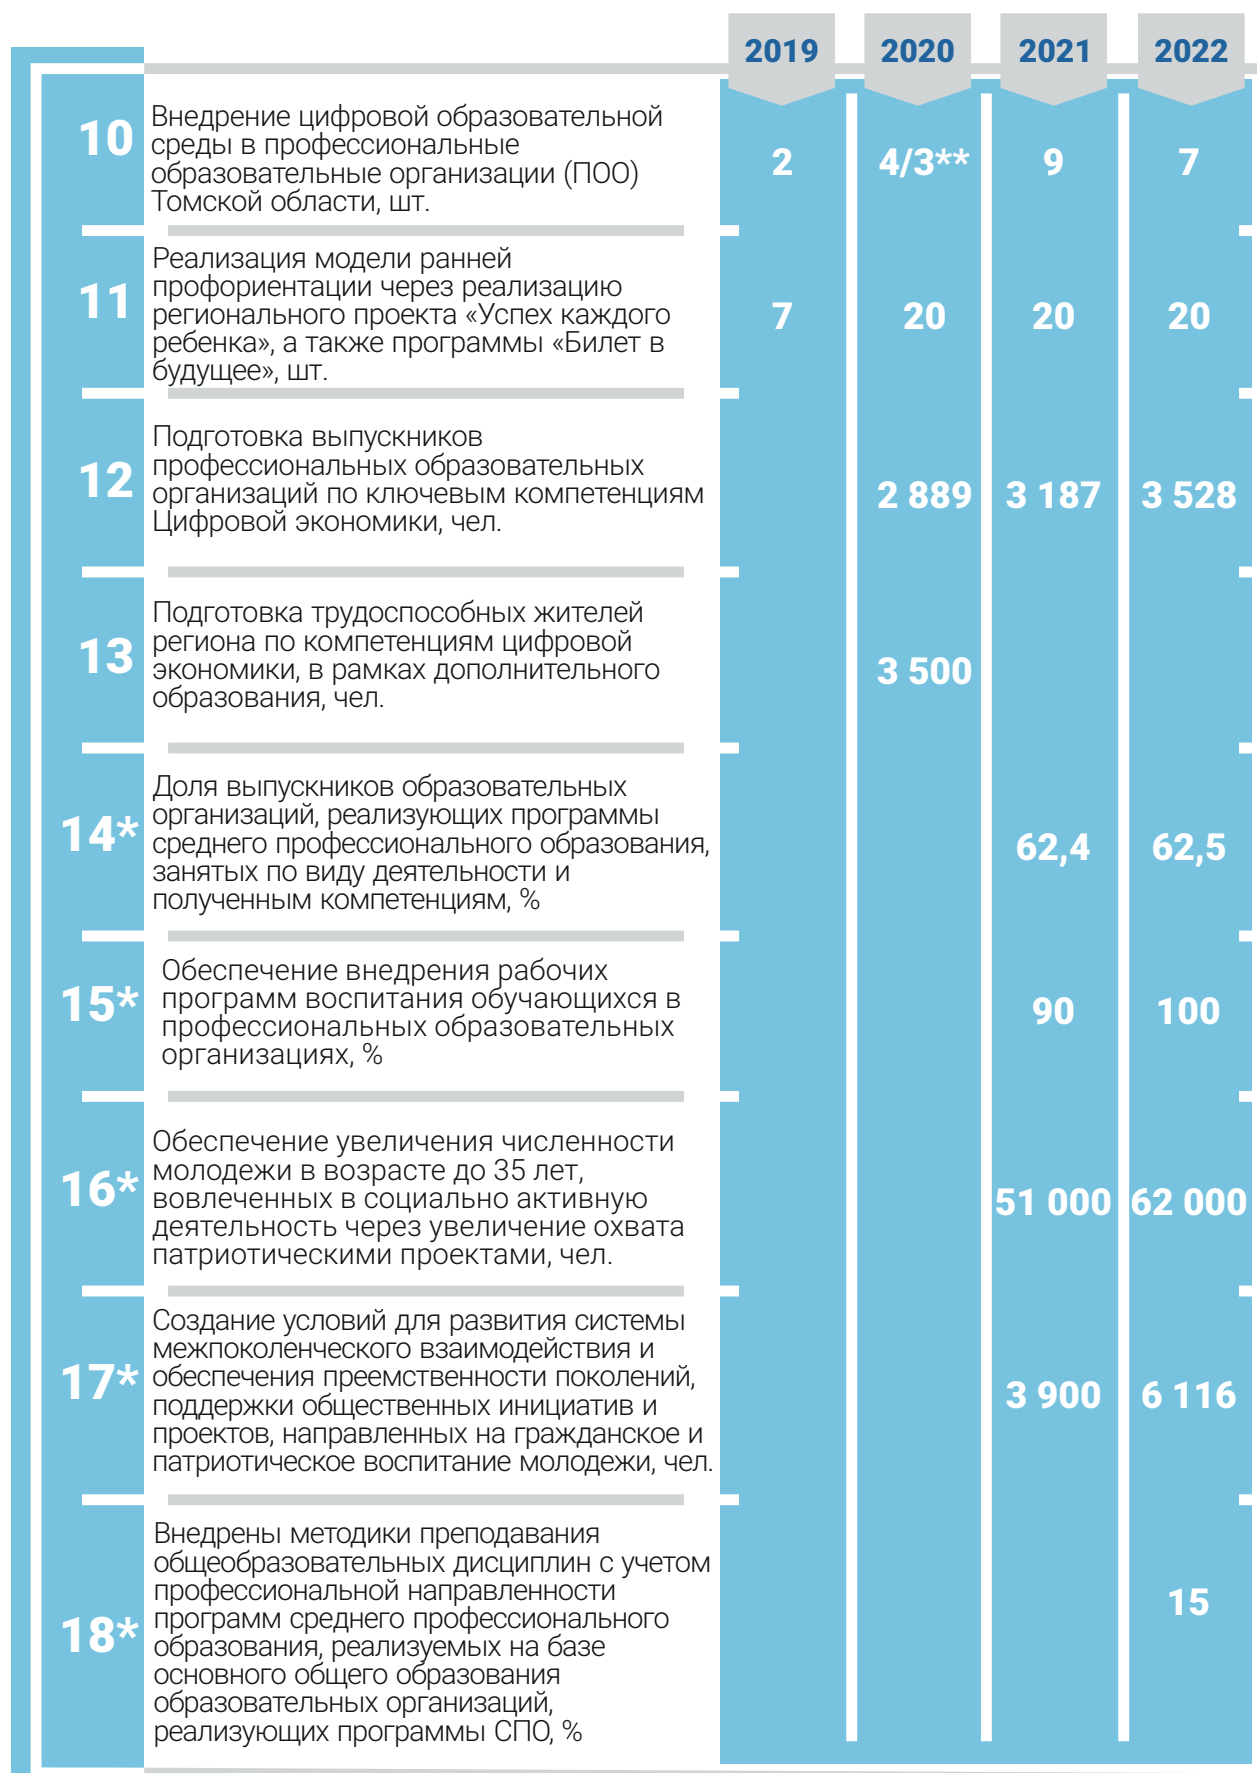 2019 2020 2021 2022
10
Внедрение цифровой образовательной
среды в профессиональные
образовательные организации (ПОО)
Томской области, шт.
2 4/3** 9 7
11
Реализация модели ранней
профориентации через реализацию
регионального проекта «Успех каждого
ребенка», а также программы «Билет в
будущее», шт.
7 20 20 20
12
Подготовка выпускников
профессиональных образовательных
организаций по ключевым компетенциям
Цифровой экономики, чел.
2 889 3 187 3 528
13
Подготовка трудоспособных жителей
региона по компетенциям цифровой
экономики, в рамках дополнительного
образования, чел.
3 500
14*
Доля выпускников образовательных
организаций, реализующих программы
среднего профессионального образования,
занятых по виду деятельности и
полученным компетенциям, %
62,4 62,5
15*
Обеспечение внедрения рабочих
программ воспитания обучающихся в
профессиональных образовательных
организациях, %
90 100
16*
Обеспечение увеличения численности
молодежи в возрасте до 35 лет,
вовлеченных в социально активную
деятельность через увеличение охвата
патриотическими проектами, чел.
51 000 62 000
17*
Создание условий для развития системы
межпоколенческого взаимодействия и
обеспечения преемственности поколений,
поддержки общественных инициатив и
проектов, направленных на гражданское и
патриотическое воспитание молодежи, чел.
3 900 6 116
18*
Внедрены методики преподавания
общеобразовательных дисциплин с учетом
профессиональной направленности
программ среднего профессионального
образования, реализуемых на базе
основного общего образования
образовательных организаций,
реализующих программы СПО, %
15